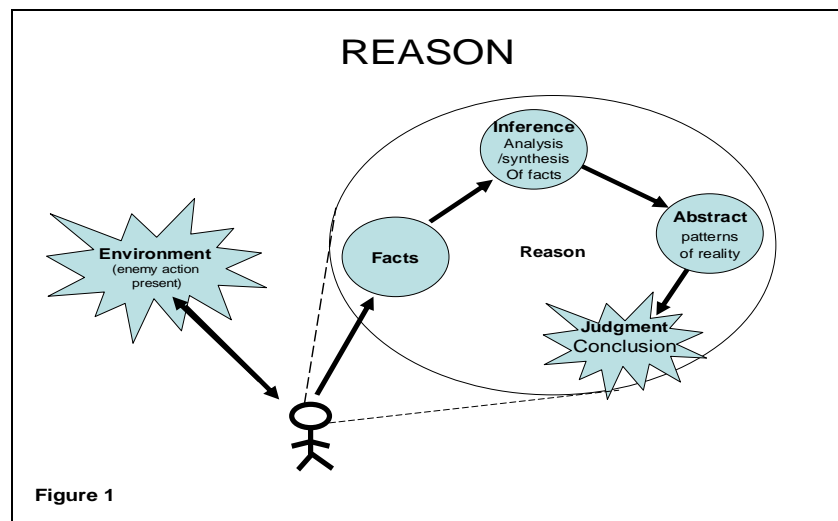 REASON
Inference
Analysis
/synthesis
Of facts
Abstract
patterns
of reality
Environment
(enemy action
present)
Facts
Reason
Judgment
Conclusion
Figure 1